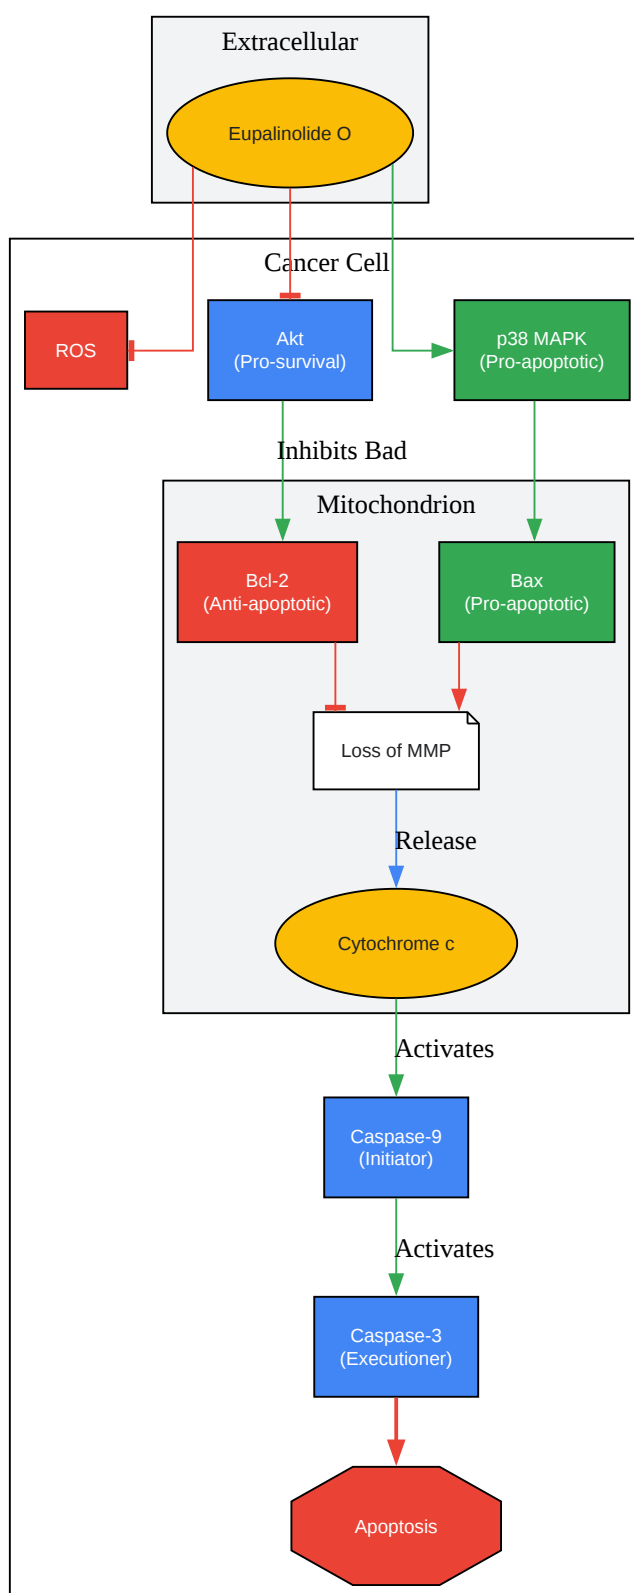 Extracellular
Eupalinolide O
Cancer Cell
ROS
Akt
(Pro-survival)
p38 MAPK
(Pro-apoptotic)
Inhibits Bad
Mitochondrion
Bcl-2
(Anti-apoptotic)
Bax
(Pro-apoptotic)
Loss of MMP
Release
Cytochrome c
Activates
Caspase-9
(Initiator)
Activates
Caspase-3
(Executioner)
Apoptosis